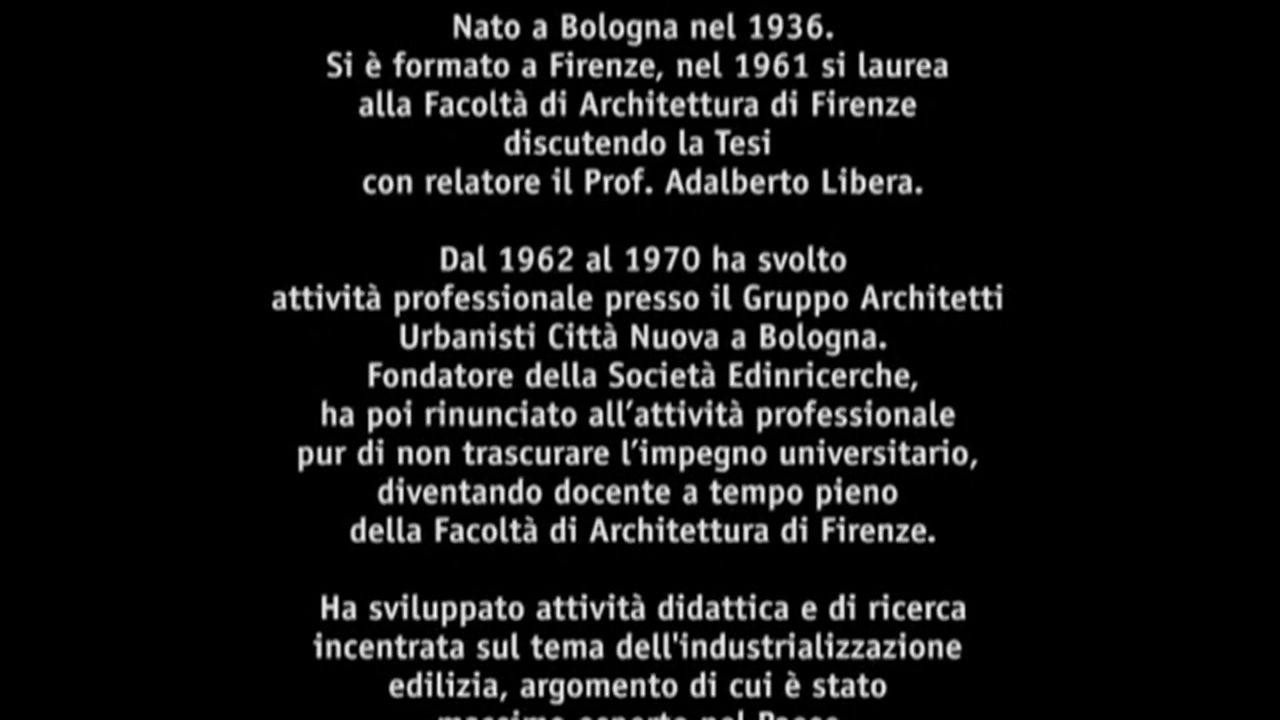 Nato a Bologna nel 1936.
Si è formato a Firenze, nel 1961 si laurea
alla Facoltà di Architettura di Firenze
discutendo la Tesi
con relatore il Prof. Adalberto Libera.
Dal 1962 al 1970 ha svolto
attività professionale presso il Gruppo Architetti
Urbanisti Città Nuova a Bologna.
Fondatore della Società Edinricerche,
ha poi rinunciato all’attività professionale
pur di non trascurare l’impegno universitario,
diventando docente a tempo pieno
della Facoltà di Architettura di Firenze.
Ha sviluppato attività didattica e di ricerca
incentrata sul tema dell'industrializzazione
edilizia, argomento di cui è stato